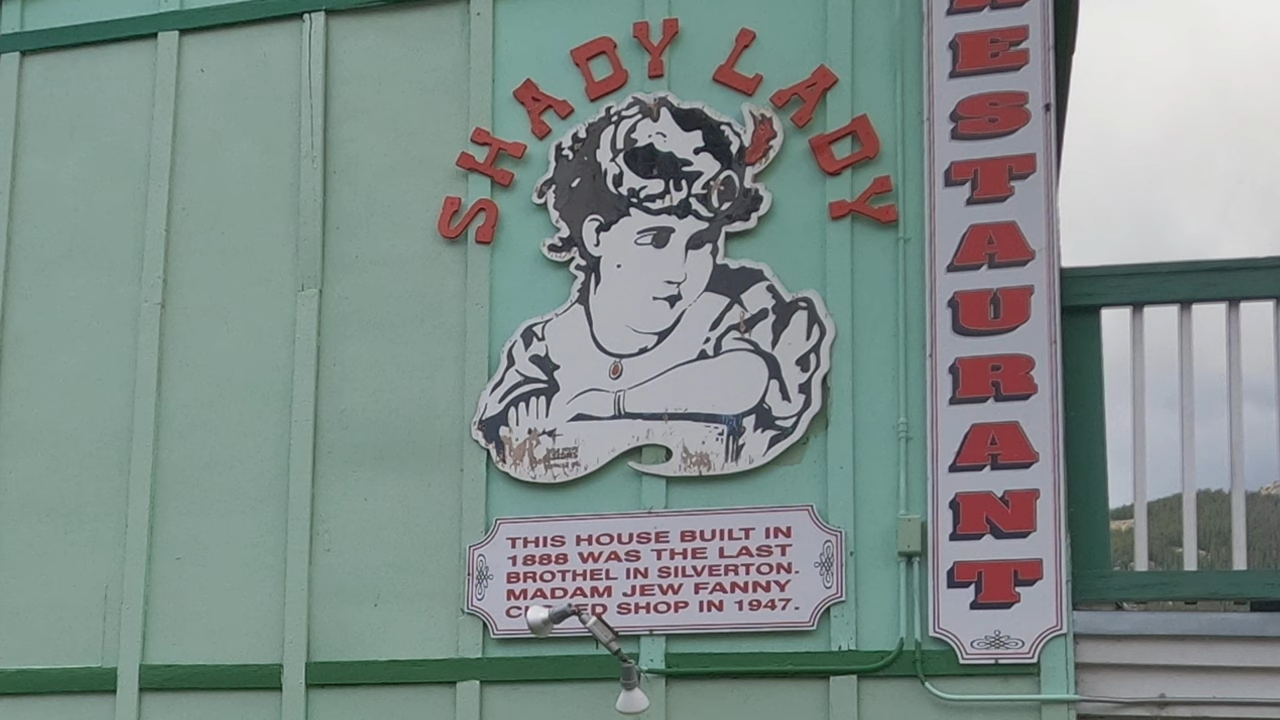 SHADY LADY
RESTAURANT
THIS HOUSE BUILT IN
1888 WAS THE LAST
BROTHEL IN SILVERTON.
MADAM JEW FANNY
SHOP IN 1947.